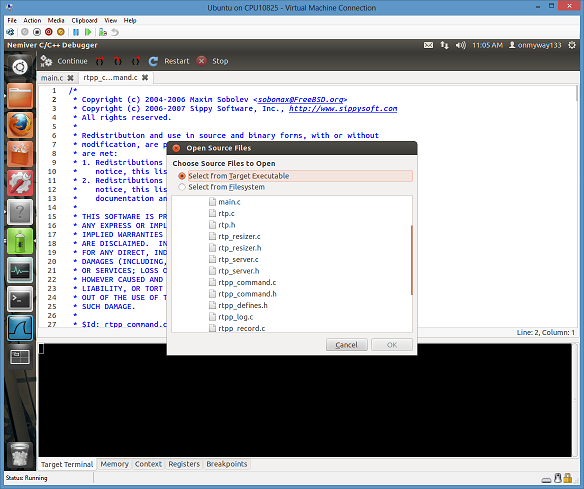 Ubuntu on CPU10825 - Virtual Machine Connection
File Action Media Clipboard View Help
Nemiver C/C++ Debugger
11:05 AM
onmyway133
Continue
Restart
Stop
main.c
rtpp_c...mand.c
1 /*
2 * Copyright (c) 2004-2006 Maxim Sobolev <sobomax@FreeBSD.org>
3 * Copyright (c) 2006-2007 Sippy Software, Inc., http://www.sippysoft.com
4 * All rights reserved.
5 *
6 * Redistribution and use in source and binary forms, with or without
7 * modification, are p
8 * are met:
9 * 1. Redistributions
10 * notice, this lis
11 * 2. Redistributions
12 * notice, this lis
13 * documentation an
14 *
15 * THIS SOFTWARE IS PR
16 * ANY EXPRESS OR IMPL
17 * IMPLIED WARRANTIES
18 * ARE DISCLAIMED. IN
19 * FOR ANY DIRECT, IND
20 * DAMAGES (INCLUDING,
21 * OR SERVICES; LOSS O
22 * HOWEVER CAUSED AND
23 * LIABILITY, OR TORT
24 * OUT OF THE USE OF T
25 * SUCH DAMAGE.
26 *
27 * $Id: rtpp_command.c
Open Source Files
Choose Source Files to Open
Select from Target Executable
Select from Filesystem
main.c
rtp.c
rtp.h
rtp_resizer.c
rtp_resizer.h
rtp_server.c
rtp_server.h
rtpp_command.c
rtpp_command.h
rtpp_defines.h
rtpp_log.c
rtpp_record.c
Cancel
OK
Line: 2, Column: 1
Target Terminal
Memory
Context
Registers
Breakpoints
Status: Running